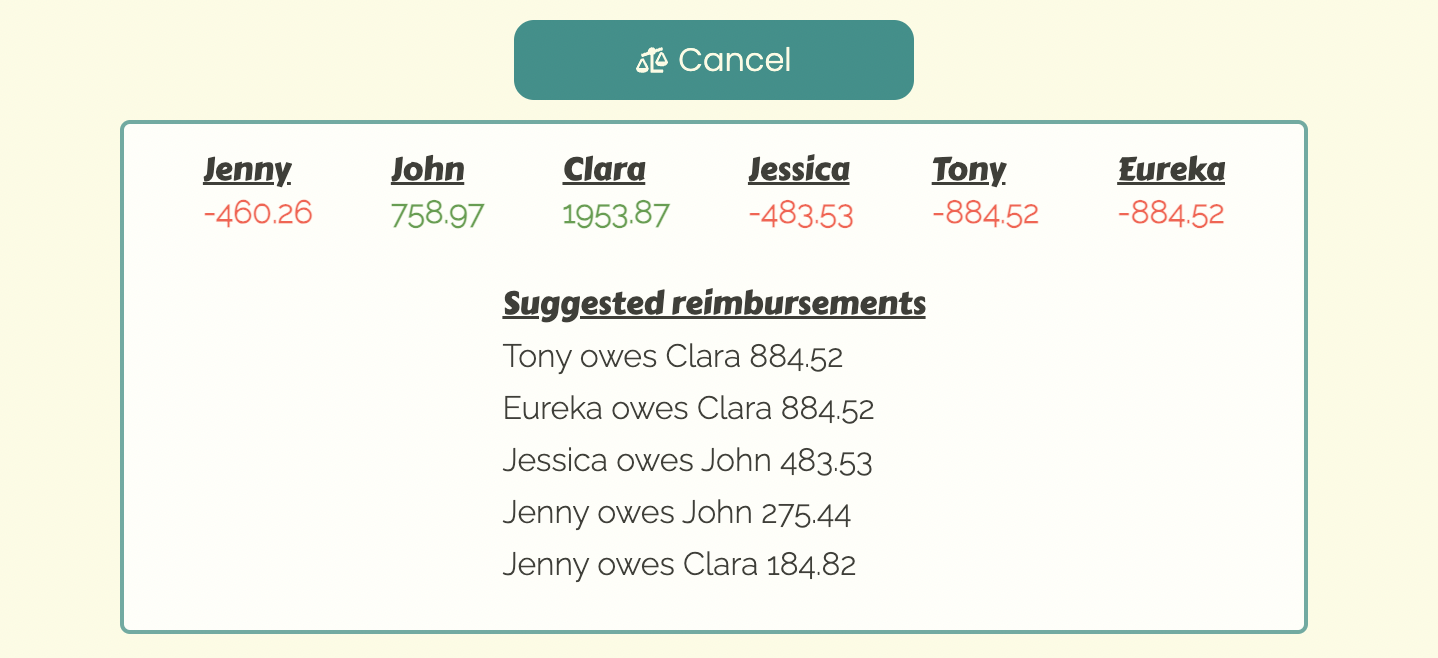 Cancel
Jenny John Clara Jessica Tony Eureka
-460.26 758.97 1953.87 -483.53 -884.52 -884.52
Suggested reimbursements
Tony owes Clara 884.52
Eureka owes Clara 884.52
Jessica owes John 483.53
Jenny owes John 275.44
Jenny owes Clara 184.82